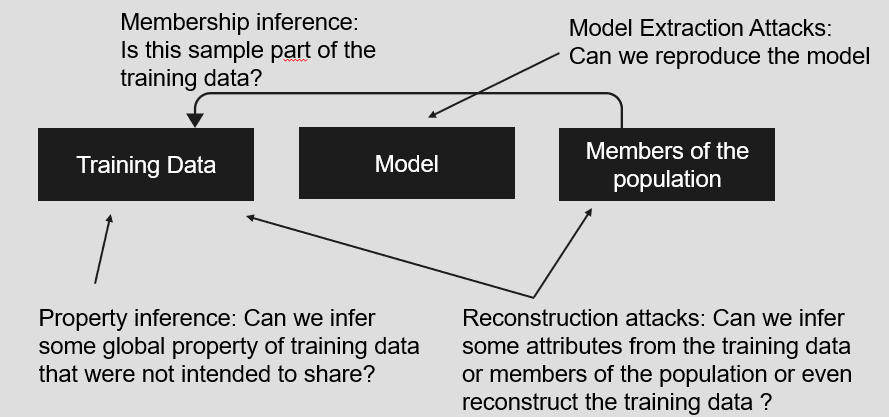 Membership inference:
Is this sample part of the
training data?
Model Extraction Attacks:
Can we reproduce the model
Training Data
Model
Members of the
population
Property inference: Can we infer
some global property of training data
that were not intended to share?
Reconstruction attacks: Can we infer
some attributes from the training data
or members of the population or even
reconstruct the training data ?